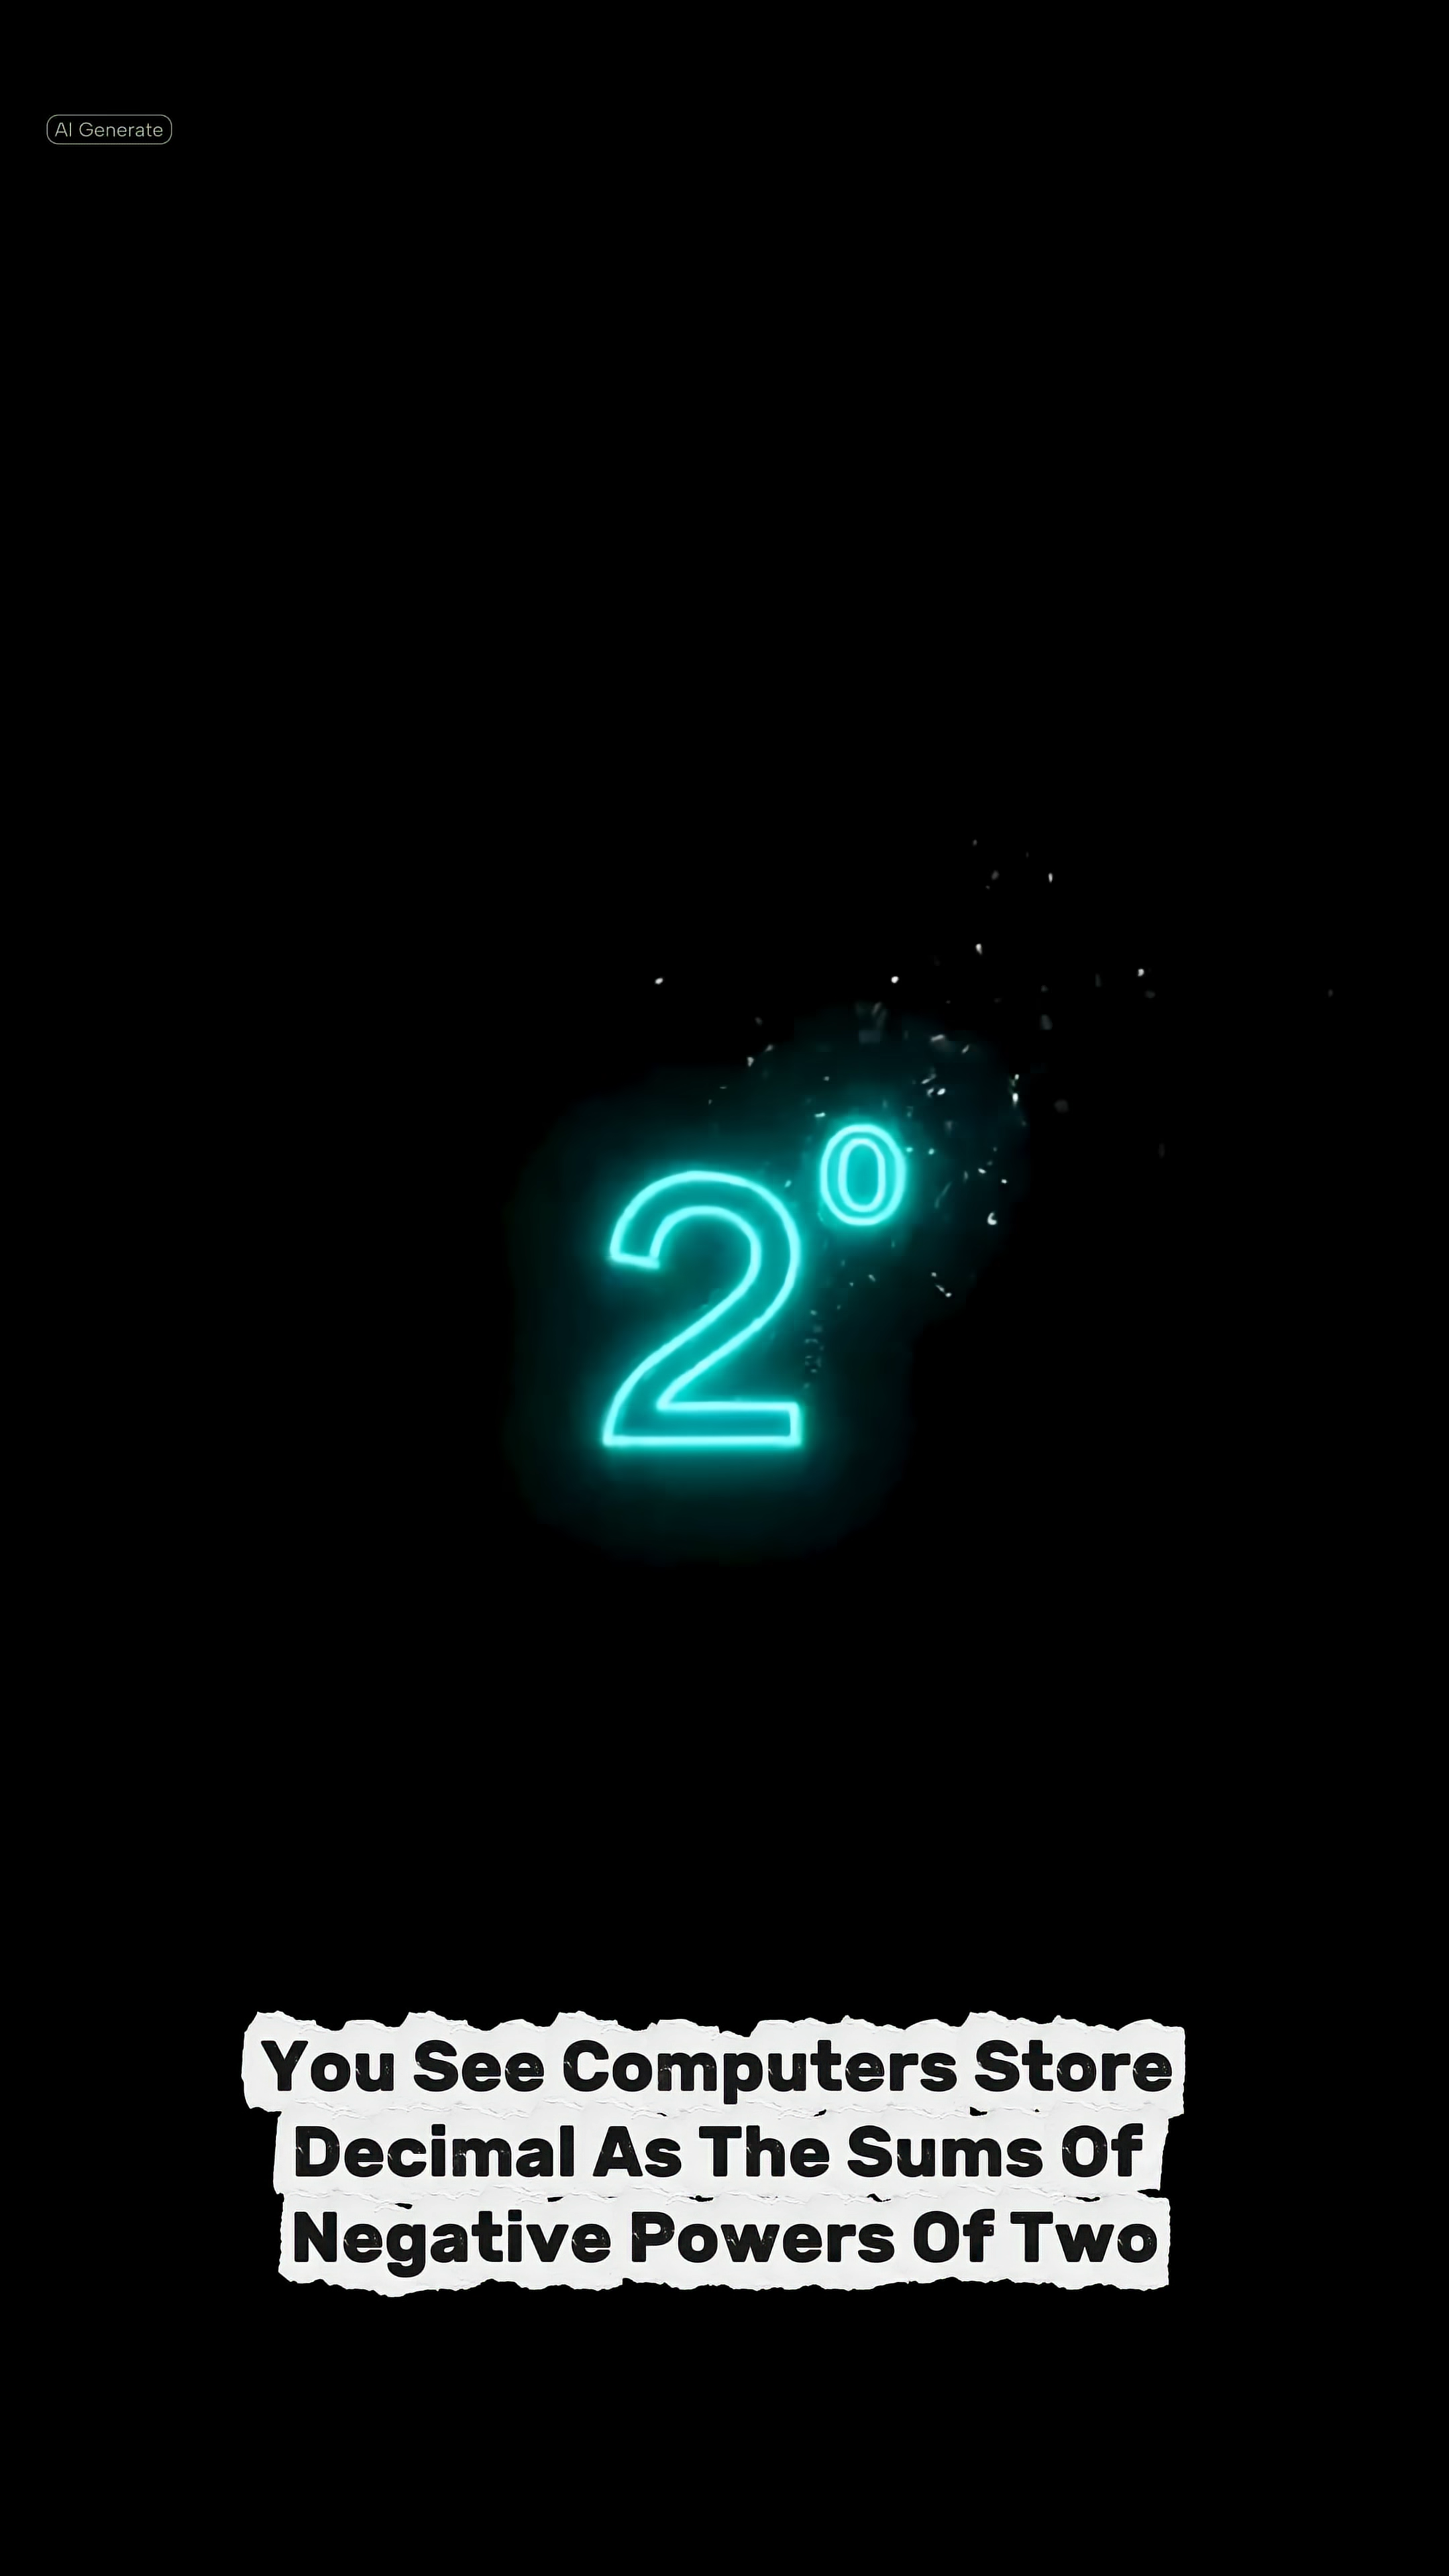 AI Generate
2⁰
You See Computers Store
Decimal As The Sums Of
Negative Powers Of Two